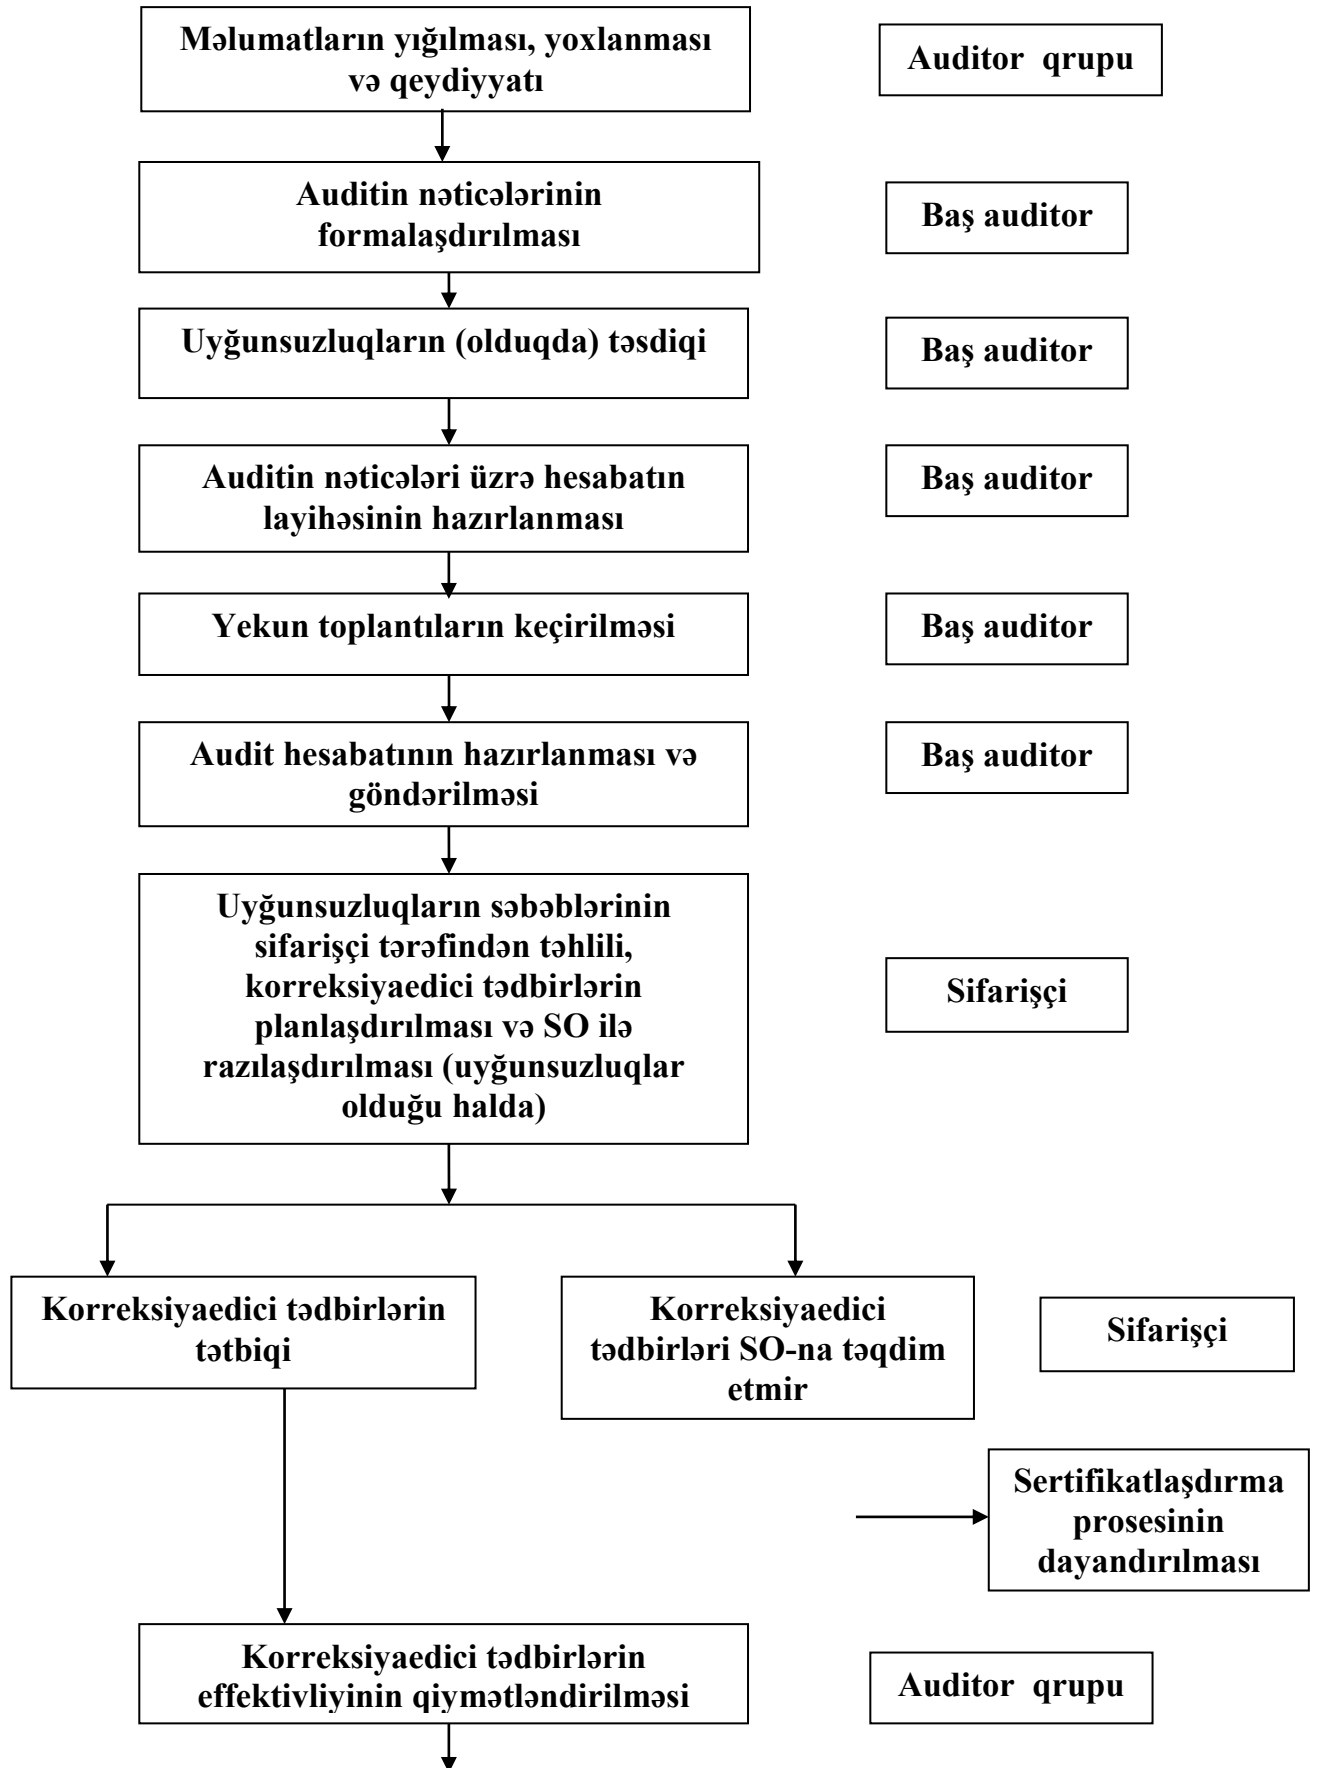 Məlumatların yığılması, yoxlanması
və qeydiyyatı
Auditor qrupu
Auditin nəticələrinin
formalaşdırılması
Baş auditor
Uyğunsuzluqların (olduqda) təsdiqi
Baş auditor
Auditin nəticələri üzrə hesabatın
layihəsinin hazırlanması
Baş auditor
Yekun toplantıların keçirilməsi
Baş auditor
Audit hesabatının hazırlanması və
göndərilməsi
Baş auditor
Uyğunsuzluqların səbəblərinin
sifarişçi tərəfindən təhlili,
korreksiyaedici tədbirlərin
planlaşdırılması və SO ilə
razılaşdırılması (uyğunsuzluqlar
olduğu halda)
Sifarişçi
Korreksiyaedici tədbirlərin
tətbiqi
Korreksiyaedici
tədbirləri SO-na təqdim
etmir
Sifarişçi
Sertifikatlaşdırma
prosesinin
dayandırılması
Korreksiyaedici tədbirlərin
effektivliyinin qiymətləndirilməsi
Auditor qrupu